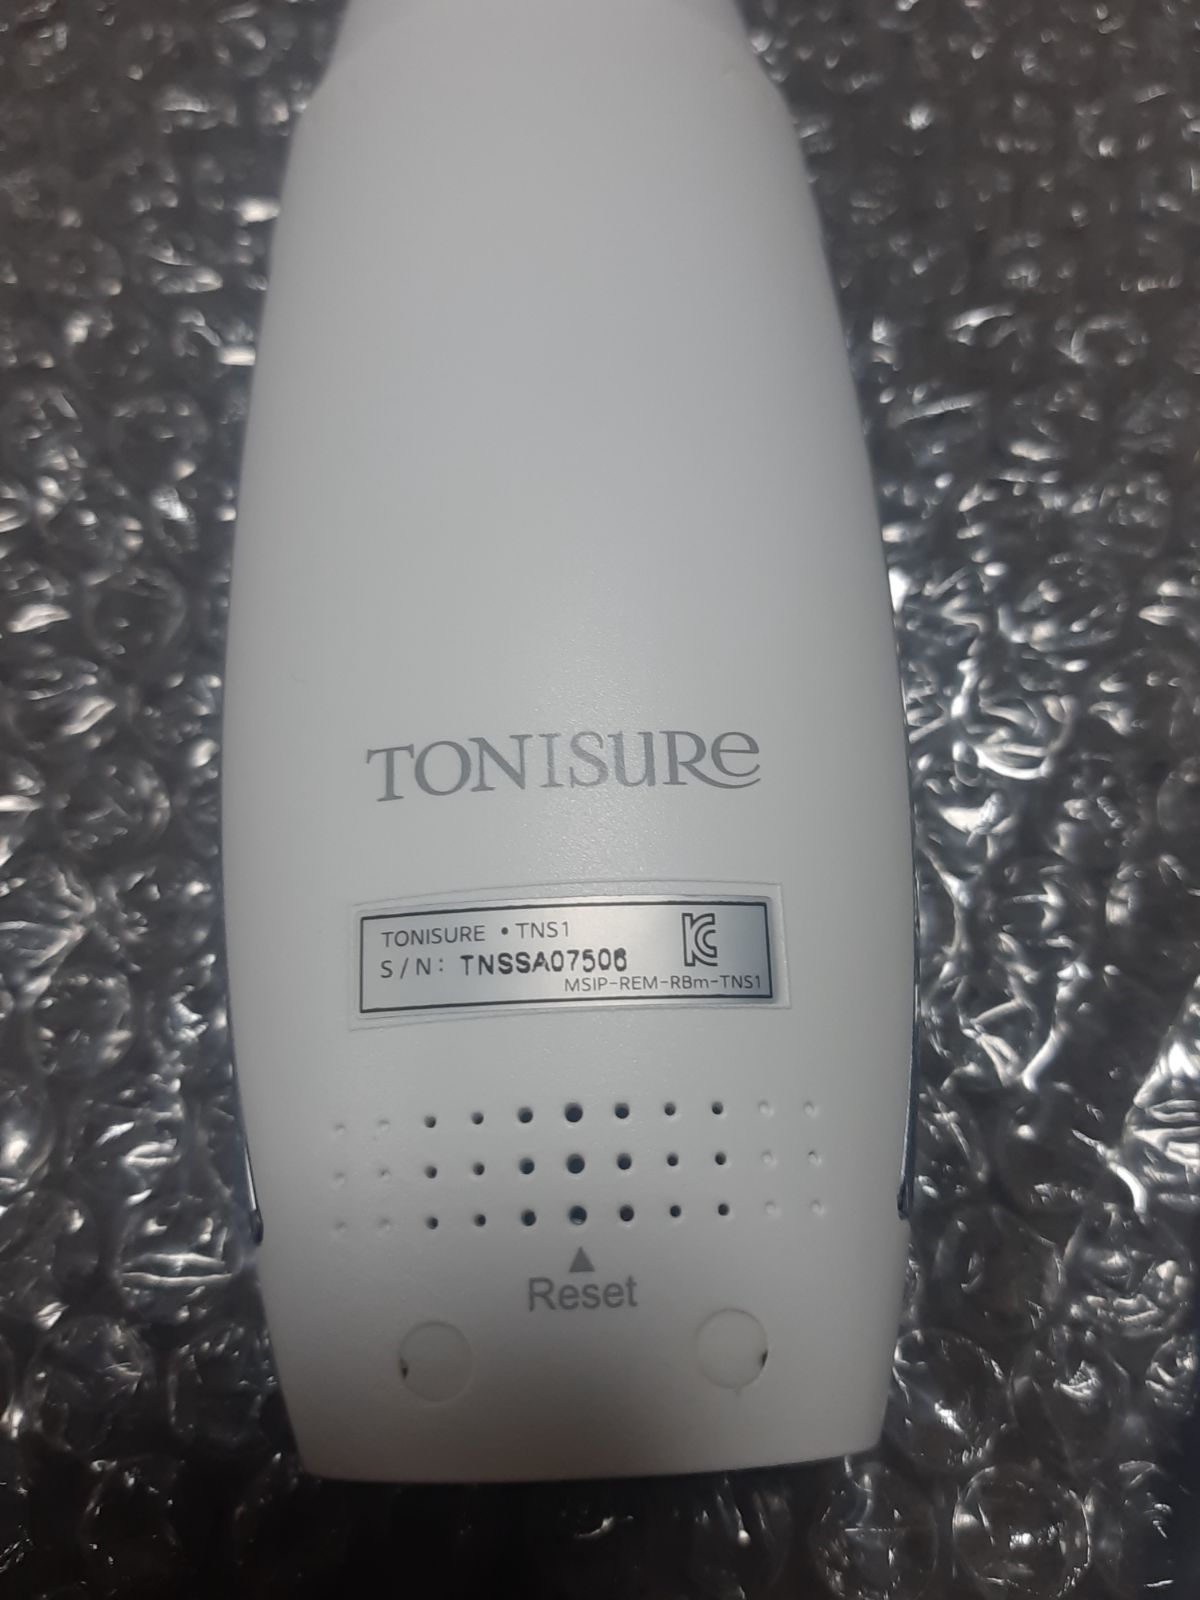 TONISURe
TONISURE • TNS1
S/N: TNSSA07506
MSIP-REM-RBm-TNS1
Reset